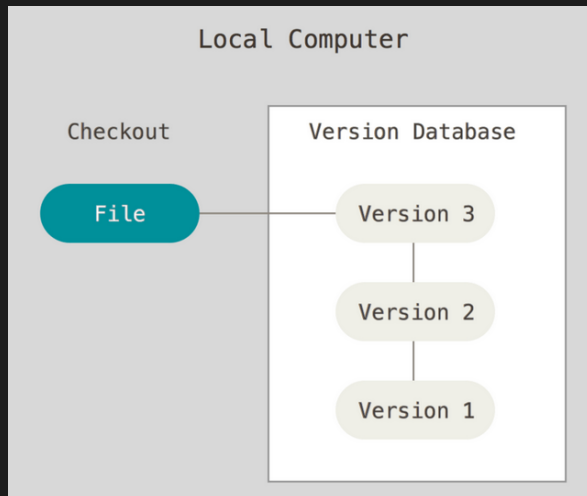 Local Computer
Checkout
Version Database
File
Version 3
Version 2
Version 1